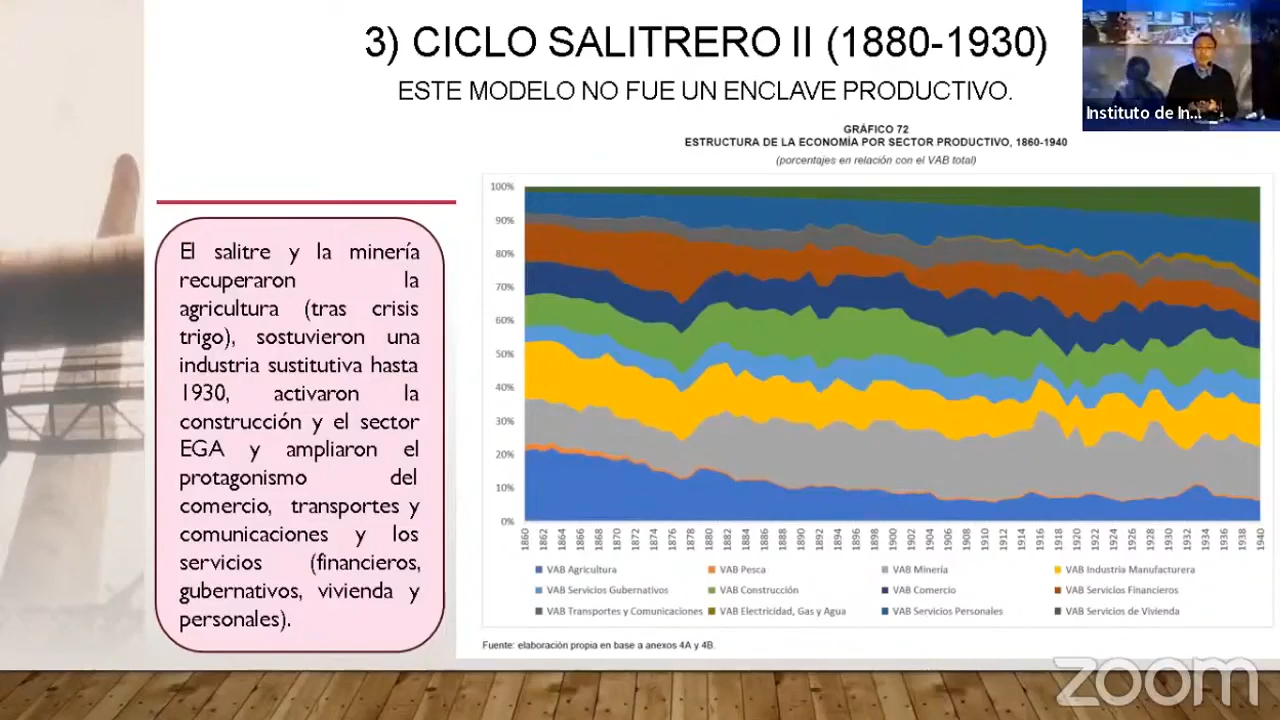 3) CICLO SALITRERO II (1880-1930)
ESTE MODELO NO FUE UN ENCLAVE PRODUCTIVO.
Instituto de In...
El salitre y la minería
recuperaron la
agricultura (tras crisis
trigo), sostuvieron una
industria sustitutiva hasta
1930, activaron la
construcción y el sector
EGA y ampliaron el
protagonismo del
comercio, transportes y
comunicaciones y los
servicios (financieros,
gubernativos, vivienda y
personales).
GRÁFICO 72
ESTRUCTURA DE LA ECONOMÍA POR SECTOR PRODUCTIVO, 1860-1940
(porcentajes en relación con el VAB total)
100%
90%
80%
70%
60%
50%
40%
30%
20%
10%
0%
1860 1862 1864 1866 1868 1870 1872 1874 1876 1878 1880 1882 1884 1886 1888 1890 1892 1894 1896 1898 1900 1902 1904 1906 1908 1910 1912 1914 1916 1918 1920 1922 1924 1926 1928 1930 1932 1934 1936 1938 1940
VAB Agricultura VAB Pesca VAB Minería VAB Industria Manufacturera
VAB Servicios Gubernativos VAB Construcción VAB Comercio VAB Servicios Financieros
VAB Transportes y Comunicaciones VAB Electricidad, Gas y Agua VAB Servicios Personales VAB Servicios de Vivienda
Fuente: elaboración propia en base a anexos 4A y 4B.
zoom